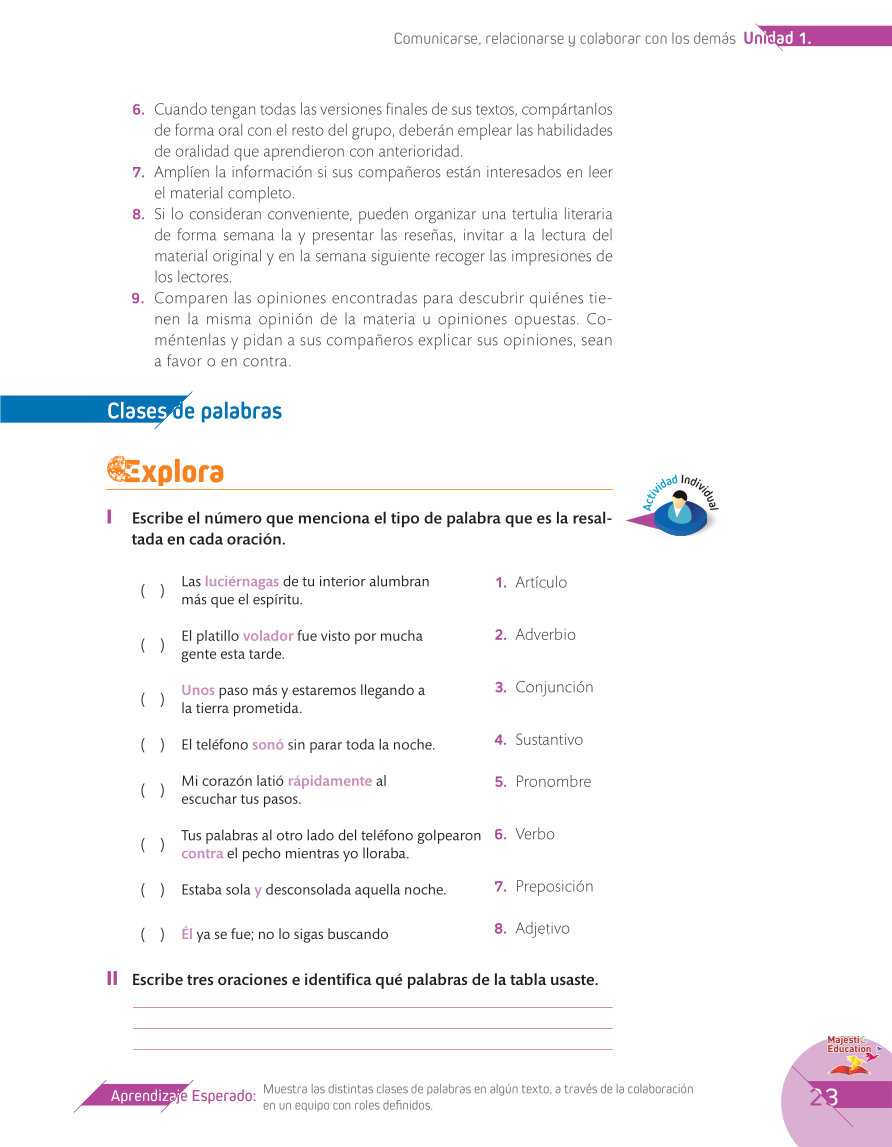 Comunicarse, relacionarse y colaborar con los demás Unidad 1.
6. Cuando tengan todas las versiones finales de sus textos, compártanlos
de forma oral con el resto del grupo, deberán emplear las habilidades
de oralidad que aprendieron con anterioridad.
7. Amplíen la información si sus compañeros están interesados en leer
el material completo.
8. Si lo consideran conveniente, pueden organizar una tertulia literaria
de forma semana la y presentar las reseñas, invitar a la lectura del
material original y en la semana siguiente recoger las impresiones de
los lectores.
9. Comparen las opiniones encontradas para descubrir quiénes tie-
nen la misma opinión de la materia u opiniones opuestas. Co-
méntenlas y pidan a sus compañeros explicar sus opiniones, sean
a favor o en contra.
Clases de palabras
Explora
Actividad Individual
I Escribe el número que menciona el tipo de palabra que es la resal-
tada en cada oración.
( ) Las luciérnagas de tu interior alumbran
más que el espíritu.
1. Artículo
( ) El platillo volador fue visto por mucha
gente esta tarde.
2. Adverbio
( ) Unos paso más y estaremos llegando a
la tierra prometida.
3. Conjunción
( ) El teléfono sonó sin parar toda la noche.
4. Sustantivo
( ) Mi corazón latió rápidamente al
escuchar tus pasos.
5. Pronombre
( ) Tus palabras al otro lado del teléfono golpearon
contra el pecho mientras yo lloraba.
6. Verbo
( ) Estaba sola y desconsolada aquella noche.
7. Preposición
( ) Él ya se fue; no lo sigas buscando
8. Adjetivo
II Escribe tres oraciones e identifica qué palabras de la tabla usaste.
Majestic
Education
Aprendizaje Esperado: Muestra las distintas clases de palabras en algún texto, a través de la colaboración
en un equipo con roles definidos.
23